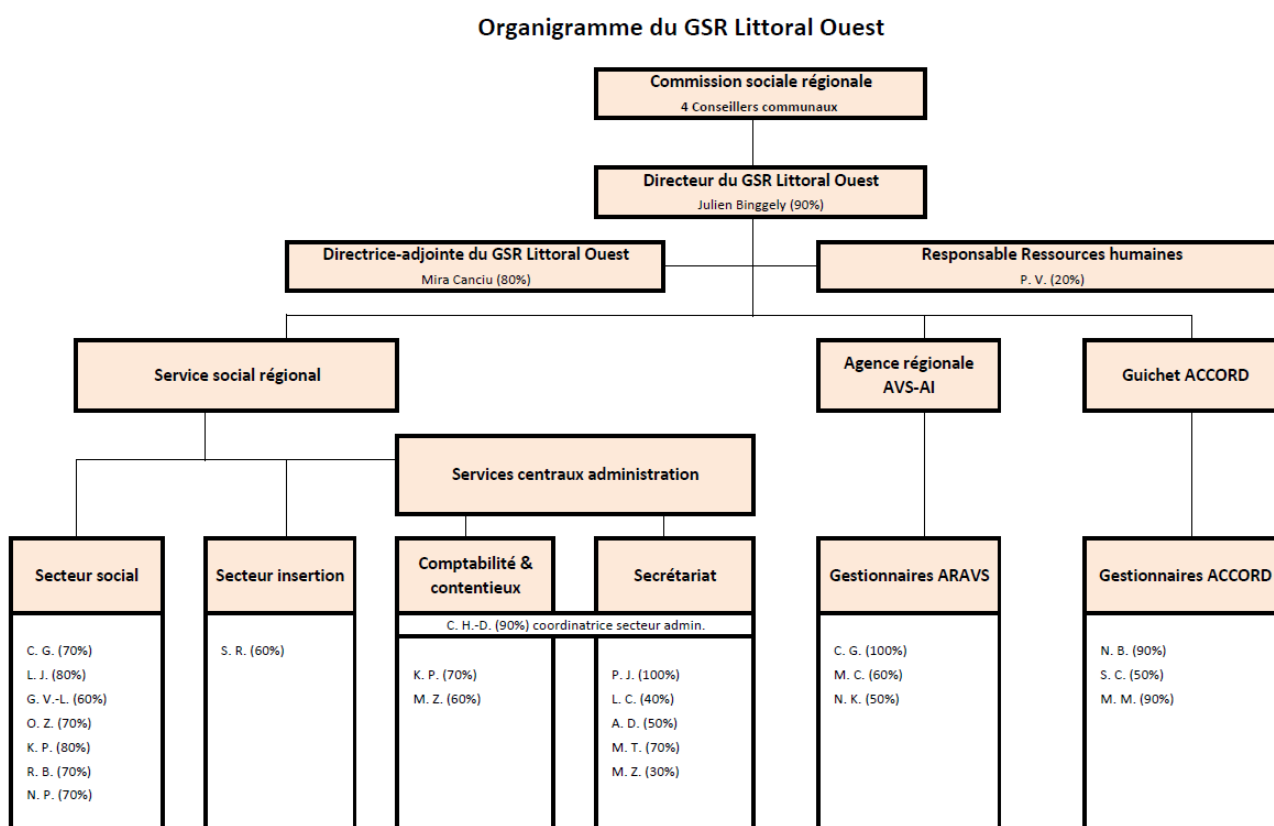 Organigramme du GSR Littoral Ouest
Commission sociale régionale
4 Conseillers communaux
Directeur du GSR Littoral Ouest
Julien Binggely (90%)
Directrice-adjointe du GSR Littoral Ouest
Mira Canciu (80%)
Responsable Ressources humaines
P. V. (20%)
Service social régional
Agence régionale
AVS-AI
Guichet ACCORD
Services centraux administration
Secteur social
Secteur insertion
Comptabilité &
contentieux
Secrétariat
Gestionnaires ARAVS
Gestionnaires ACCORD
C. H.-D. (90%) coordinatrice secteur admin.
C. G. (70%)
L. J. (80%)
G. V.-L. (60%)
O. Z. (70%)
K. P. (80%)
R. B. (70%)
N. P. (70%)
S. R. (60%)
K. P. (70%)
M. Z. (60%)
P. J. (100%)
L. C. (40%)
A. D. (50%)
M. T. (70%)
M. Z. (30%)
C. G. (100%)
M. C. (60%)
N. K. (50%)
N. B. (90%)
S. C. (50%)
M. M. (90%)